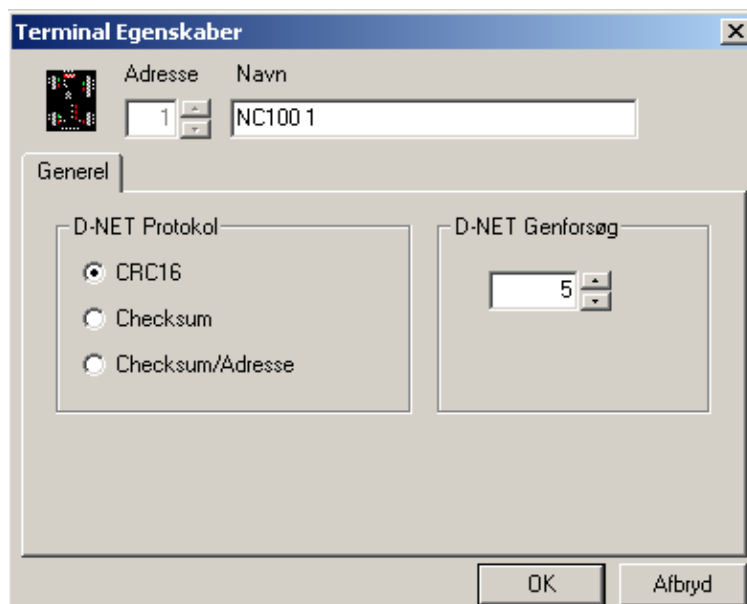 Terminal Egenskaber
Adresse Navn
1 NC100 1
Generel
D-NET Protokol D-NET Genforsøg
CRC16 5
Checksum
Checksum/Adresse
OK Afbryd